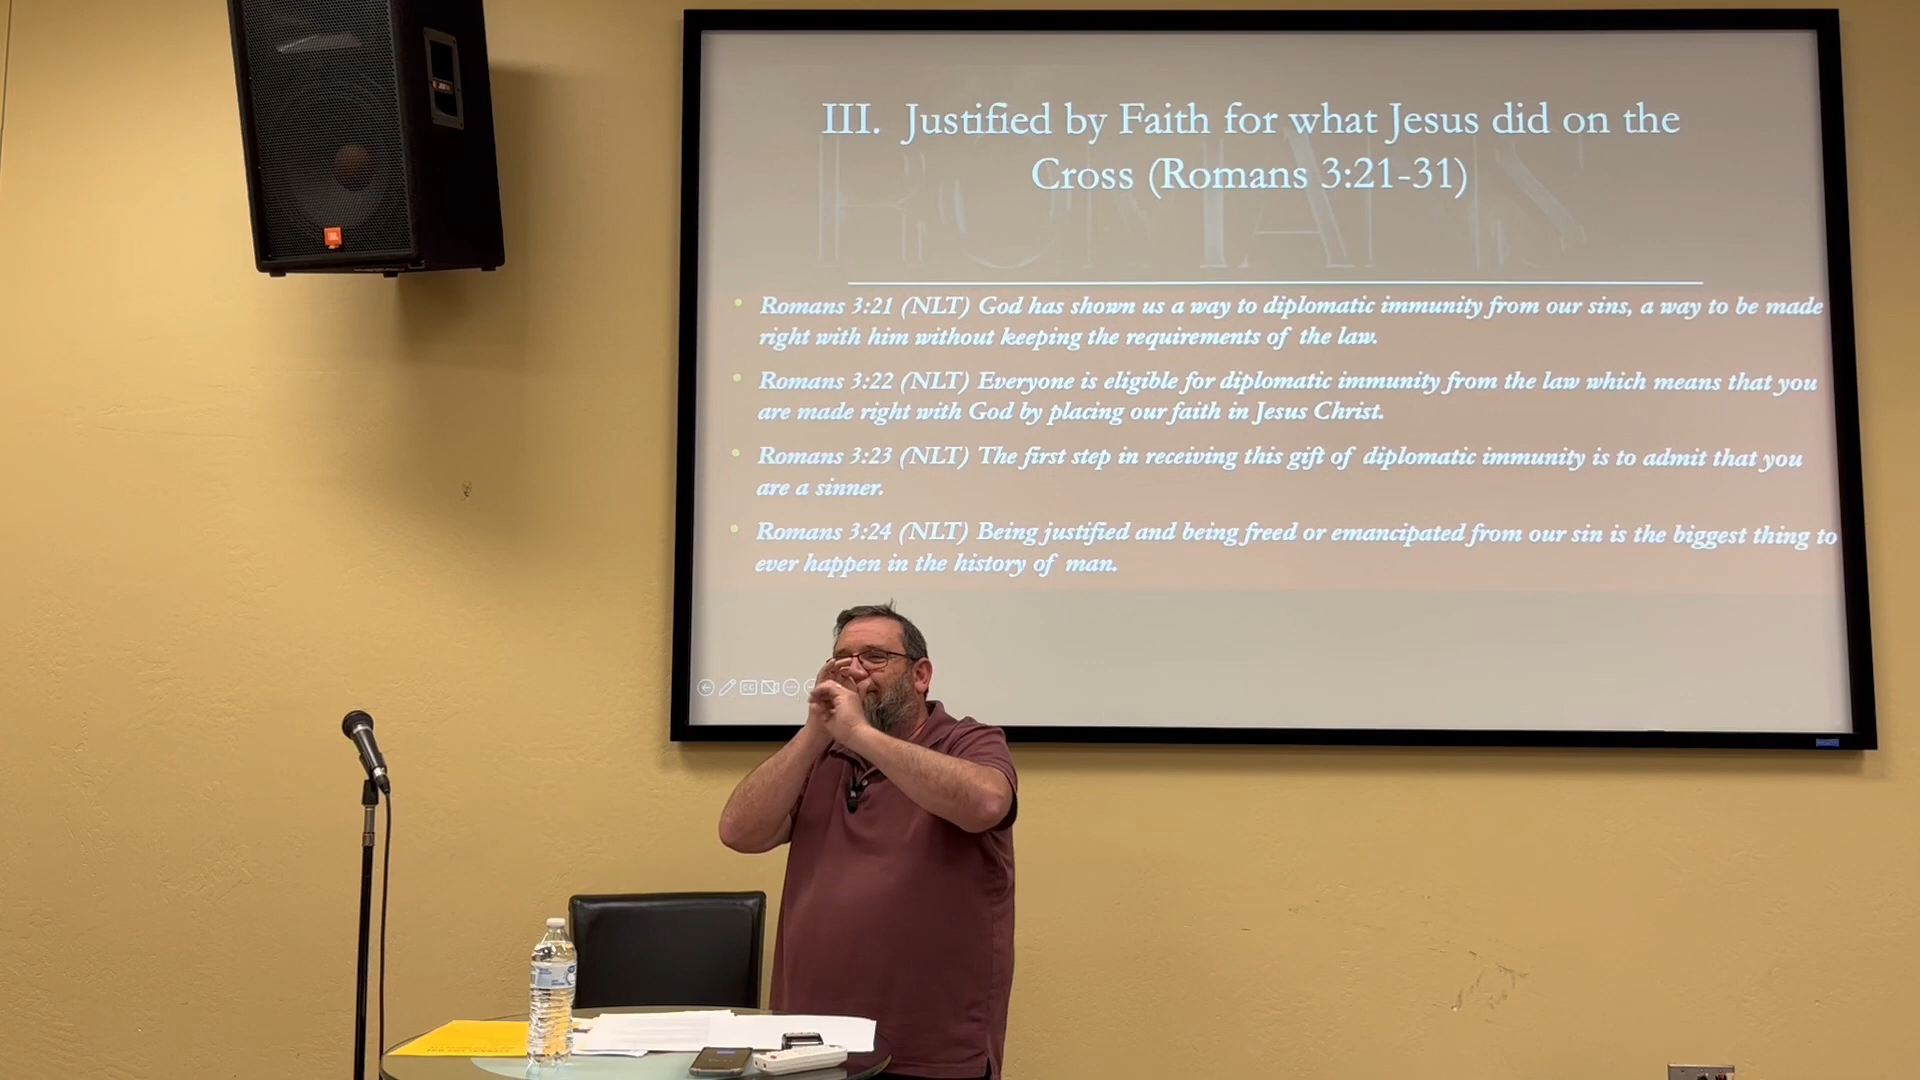 III. Justified by Faith for what Jesus did on the
Cross (Romans 3:21-31)
ROMANS
• Romans 3:21 (NLT) God has shown us a way to diplomatic immunity from our sins, a way to be made
right with him without keeping the requirements of the law.
• Romans 3:22 (NLT) Everyone is eligible for diplomatic immunity from the law which means that you
are made right with God by placing our faith in Jesus Christ.
• Romans 3:23 (NLT) The first step in receiving this gift of diplomatic immunity is to admit that you
are a sinner.
• Romans 3:24 (NLT) Being justified and being freed or emancipated from our sin is the biggest thing to
ever happen in the history of man.
CC
JBL